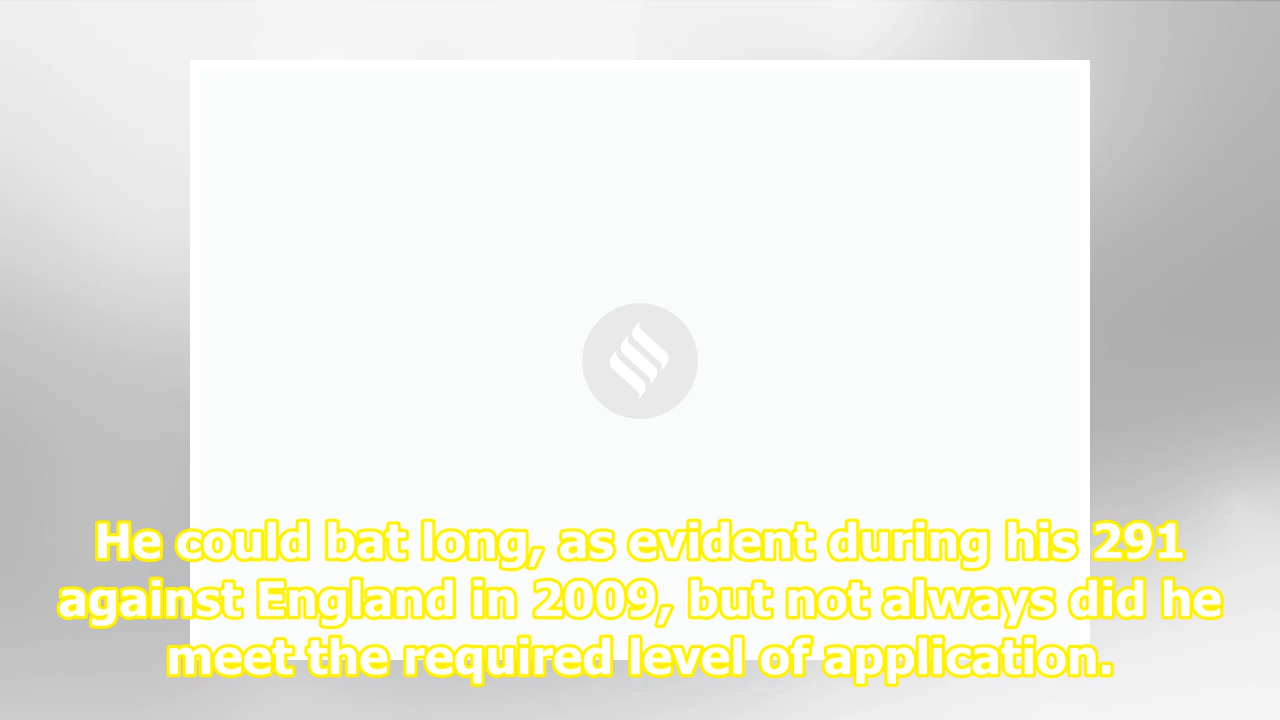 He could bat long, as evident during his 291
against England in 2009, but not always did he
meet the required level of application.